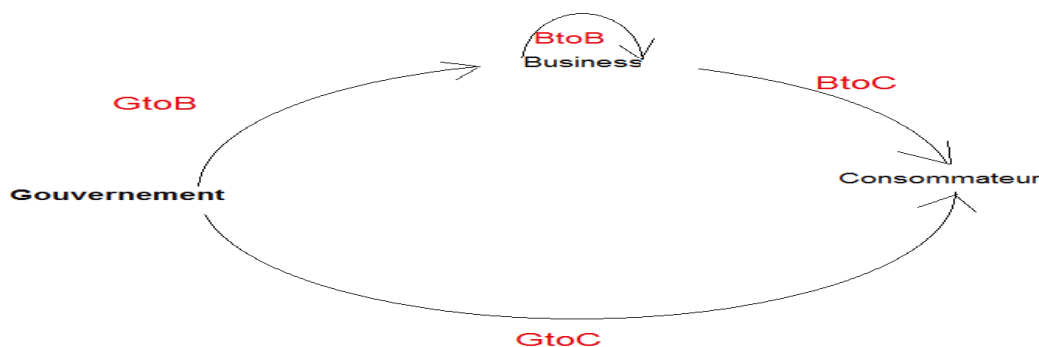 BtoB
Business
GtoB
BtoC
Gouvernement
Consommateur
GtoC